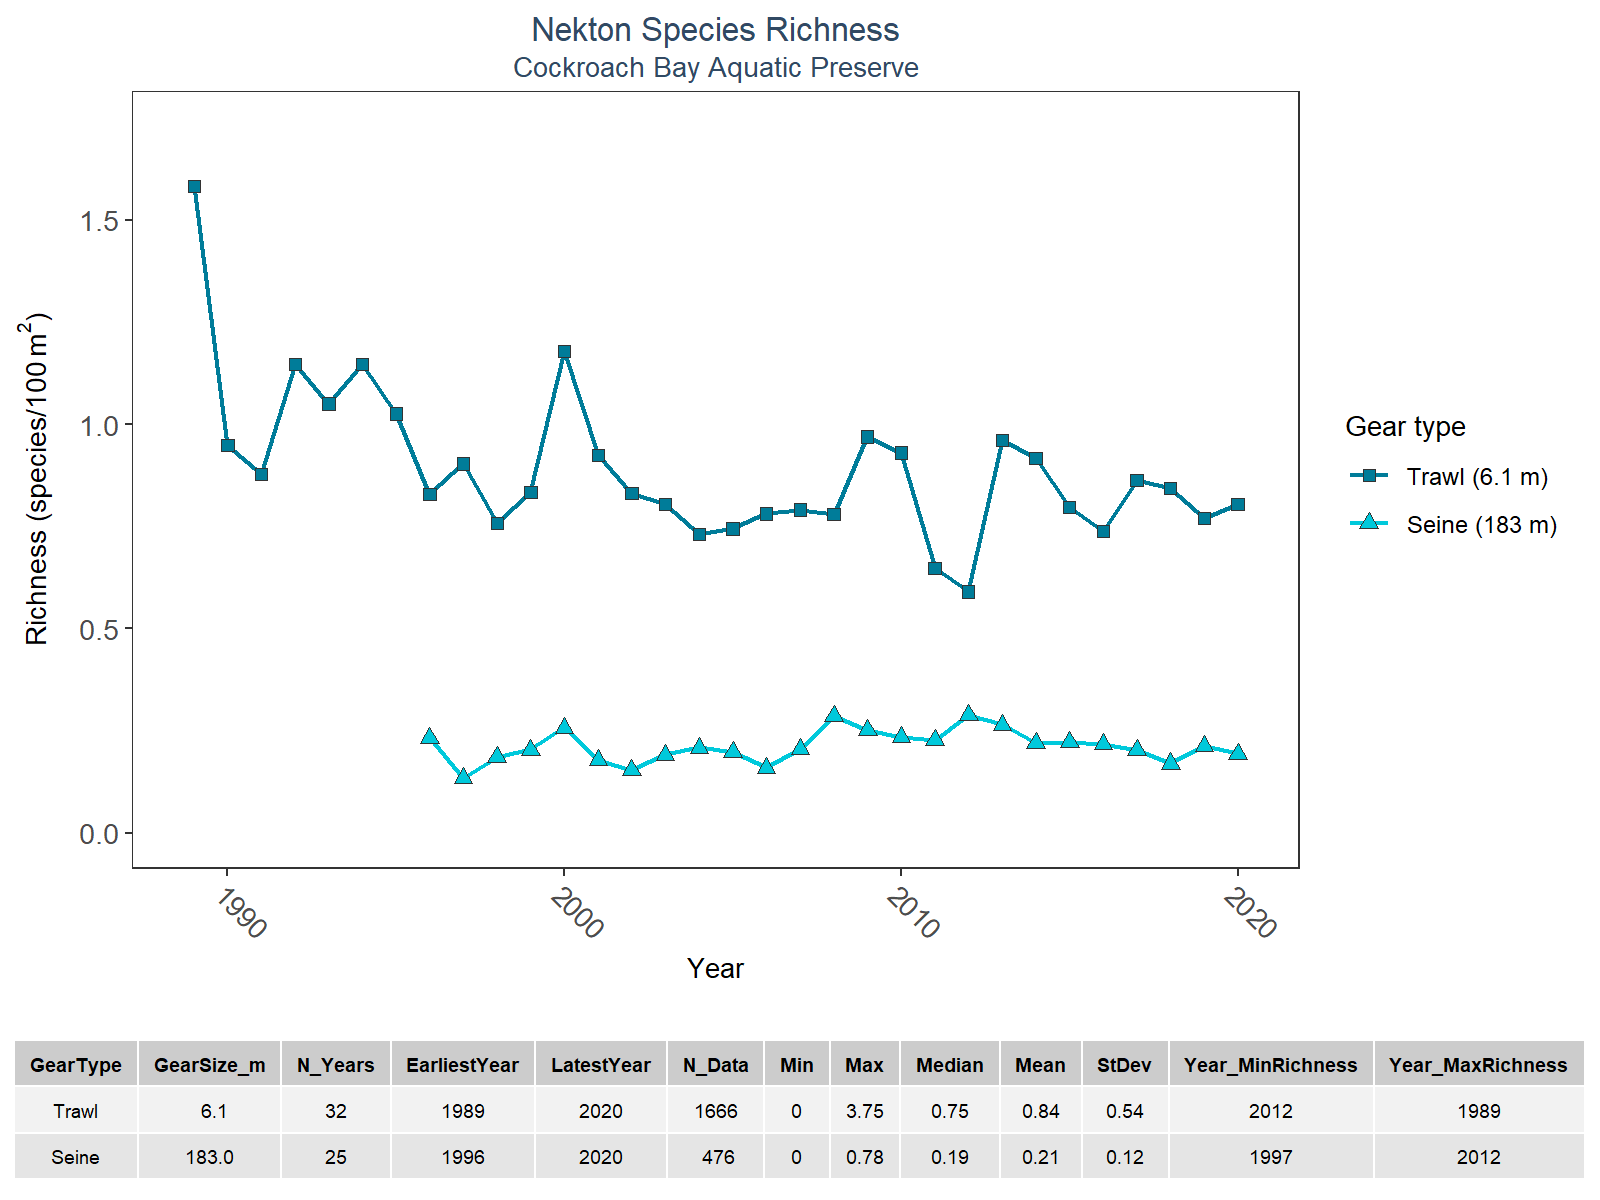 Nekton Species Richness
Cockroach Bay Aquatic Preserve
Richness (species/100 m²)
1.5
1.0
0.5
0.0
1990 2000 2010 2020
Year
Gear type
Trawl (6.1 m)
Seine (183 m)
GearType GearSize_m N_Years EarliestYear LatestYear N_Data Min Max Median Mean StDev Year_MinRichness Year_MaxRichness
Trawl 6.1 32 1989 2020 1666 0 3.75 0.75 0.84 0.54 2012 1989
Seine 183.0 25 1996 2020 476 0 0.78 0.19 0.21 0.12 1997 2012